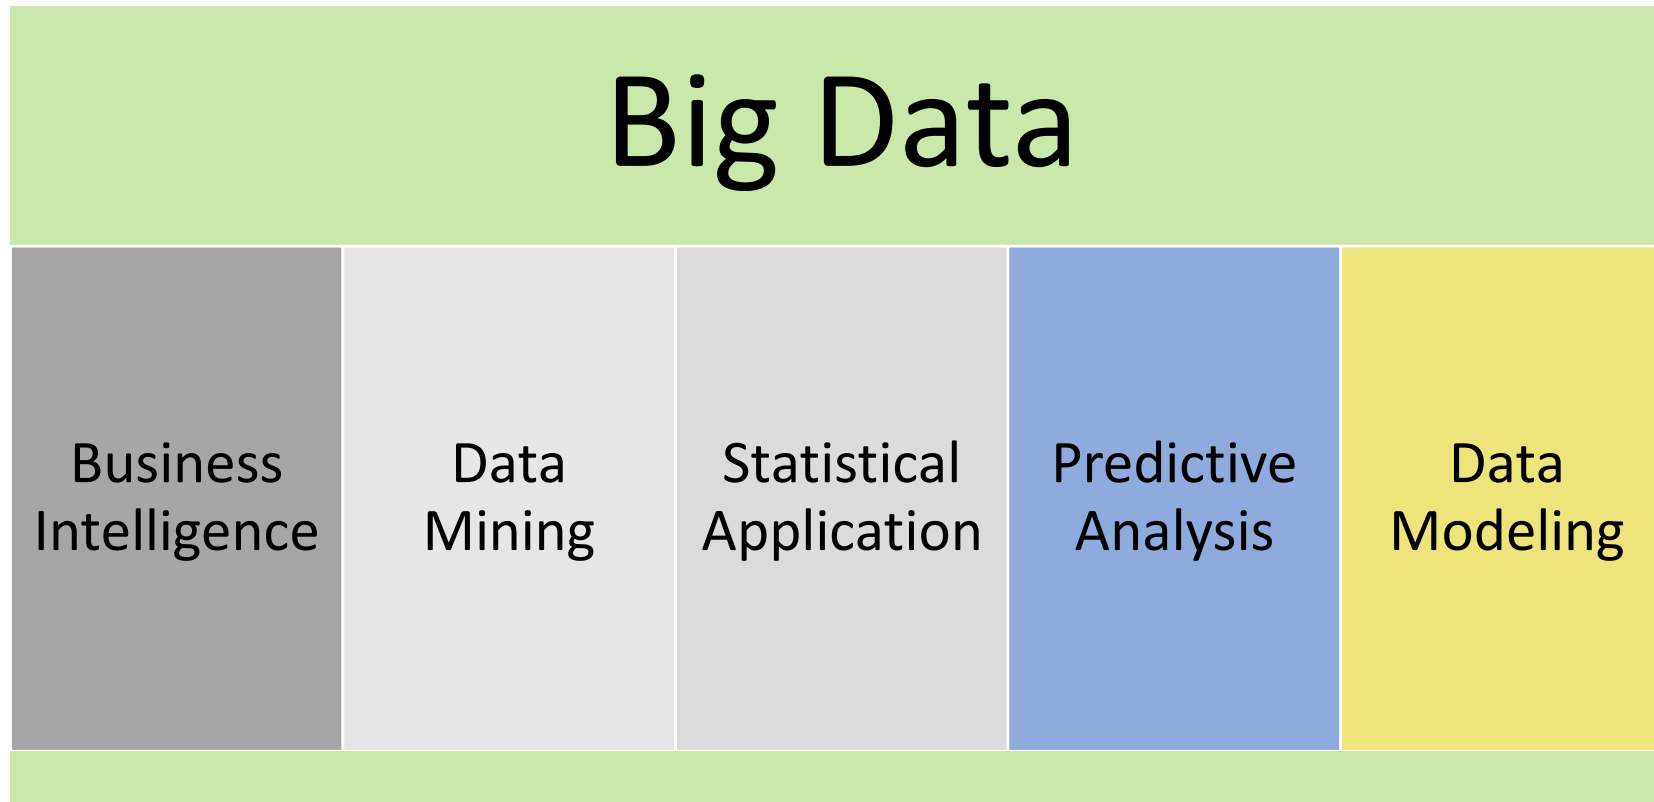 Big Data
Business
Intelligence
Data
Mining
Statistical
Application
Predictive
Analysis
Data
Modeling